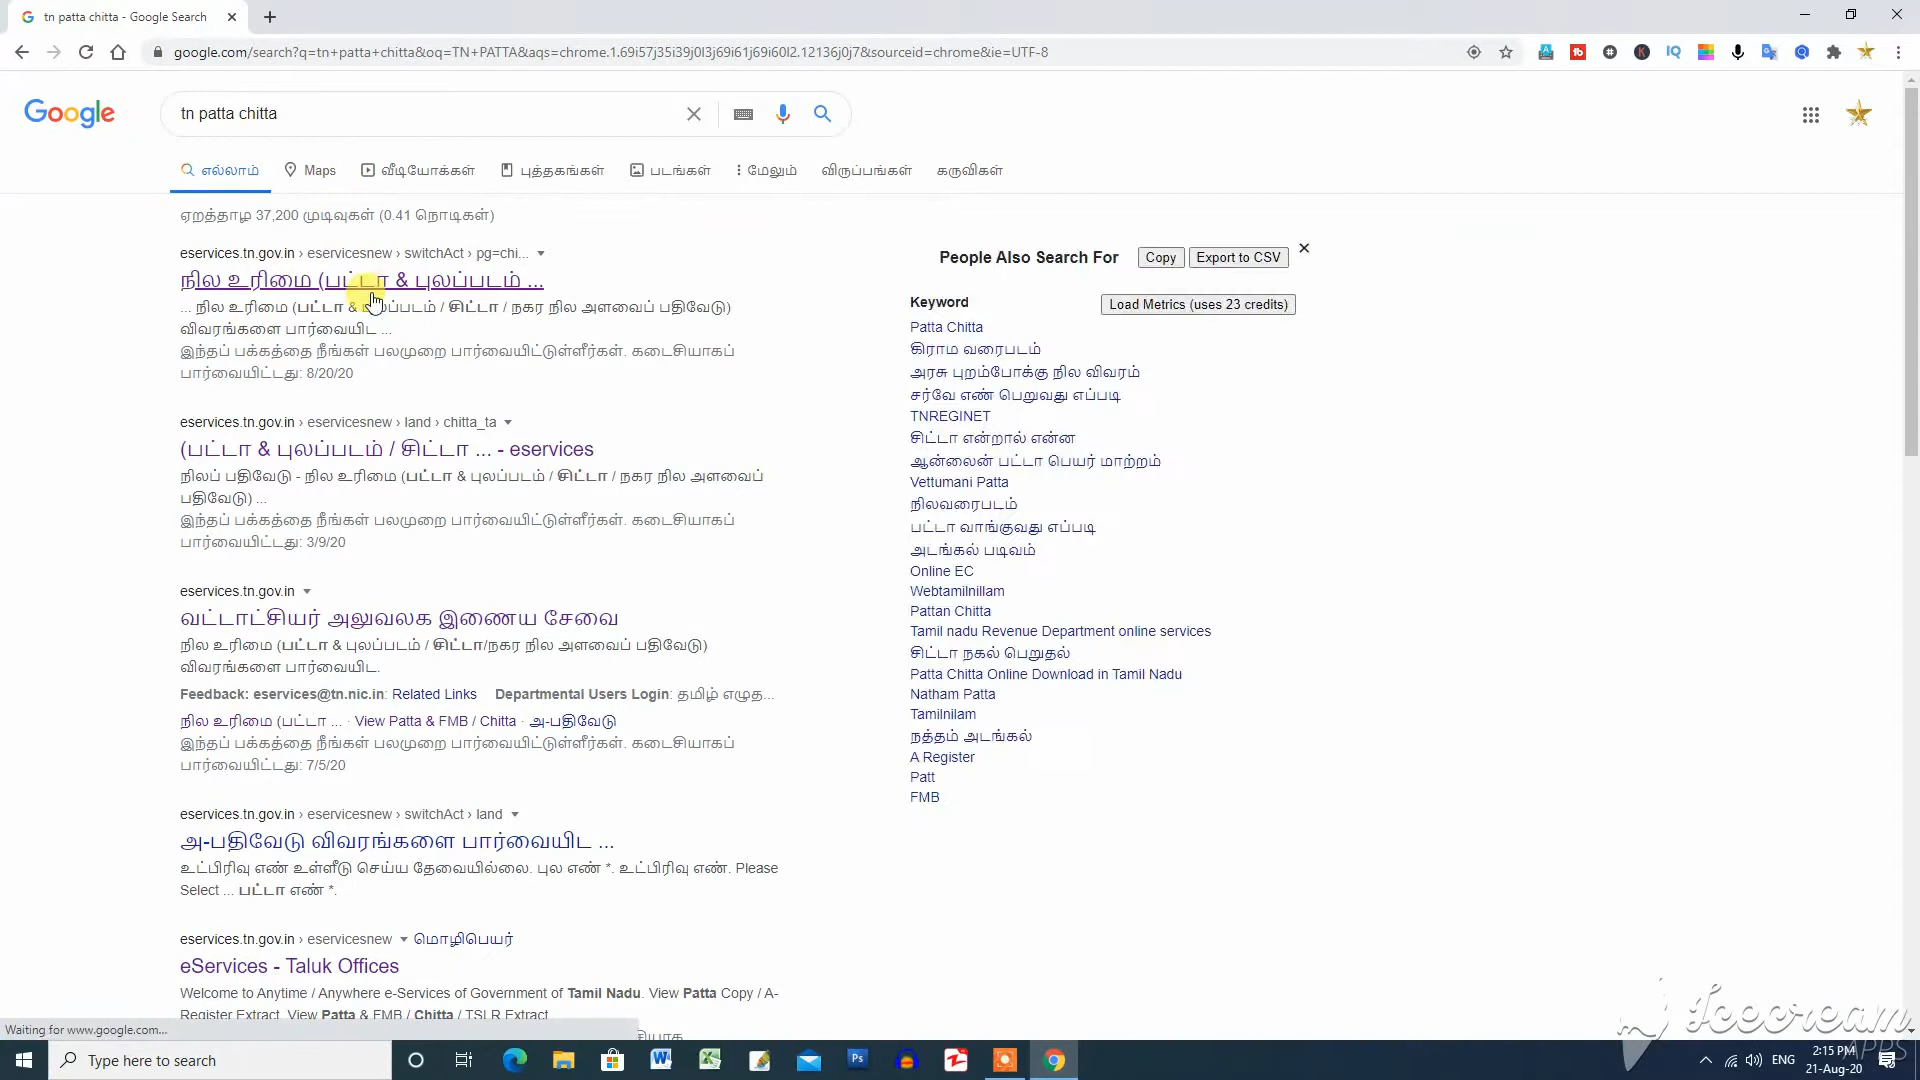 tn patta chitta - Google Search
google.com/search?q=tn+patta+chitta&oq=TN+PATTA&aqs=chrome.1.69i57j35i39j0l3j69i61j69i60l2.12136j0j7&sourceid=chrome&ie=UTF-8
Google
tn patta chitta
எல்லாம் Maps வீடியோக்கள் புத்தகங்கள் படங்கள் மேலும் விருப்பங்கள் கருவிகள்
ஏறத்தாழ 37,200 முடிவுகள் (0.41 நொடிகள்)
eservices.tn.gov.in › eservicesnew › switchAct › pg=chi...
நில உரிமை (பட்டா & புலப்படம் ...
... நில உரிமை (பட்டா & புலப்படம் / சிட்டா / நகர நில அளவைப் பதிவேடு)
விவரங்களை பார்வையிட ...
இந்தப் பக்கத்தை நீங்கள் பலமுறை பார்வையிட்டுள்ளீர்கள். கடைசியாகப்
பார்வையிட்டது: 8/20/20
eservices.tn.gov.in › eservicesnew › land › chitta_ta
(பட்டா & புலப்படம் / சிட்டா ... - eservices
நிலப் பதிவேடு - நில உரிமை (பட்டா & புலப்படம் / சிட்டா / நகர நில அளவைப்
பதிவேடு) ...
இந்தப் பக்கத்தை நீங்கள் பலமுறை பார்வையிட்டுள்ளீர்கள். கடைசியாகப்
பார்வையிட்டது: 3/9/20
eservices.tn.gov.in
வட்டாட்சியர் அலுவலக இணைய சேவை
நில உரிமை (பட்டா & புலப்படம் / சிட்டா/நகர நில அளவைப் பதிவேடு)
விவரங்களை பார்வையிட.
Feedback: eservices@tn.nic.in: Related Links Departmental Users Login: தமிழ் எழுத...
நில உரிமை (பட்டா ... · View Patta & FMB / Chitta · அ-பதிவேடு
இந்தப் பக்கத்தை நீங்கள் பலமுறை பார்வையிட்டுள்ளீர்கள். கடைசியாகப்
பார்வையிட்டது: 7/5/20
eservices.tn.gov.in › eservicesnew › switchAct › land
அ-பதிவேடு விவரங்களை பார்வையிட ...
உட்பிரிவு எண் உள்ளீடு செய்ய தேவையில்லை. புல எண் *. உட்பிரிவு எண். Please
Select ... பட்டா எண் *.
eservices.tn.gov.in › eservicesnew மொழிபெயர்
eServices - Taluk Offices
Welcome to Anytime / Anywhere e-Services of Government of Tamil Nadu. View Patta Copy / A-
Register Extract. View Patta & FMB / Chitta / TSLR Extract
People Also Search For Copy Export to CSV
Keyword Load Metrics (uses 23 credits)
Patta Chitta
கிராம வரைபடம்
அரசு புறம்போக்கு நில விவரம்
சர்வே எண் பெறுவது எப்படி
TNREGINET
சிட்டா என்றால் என்ன
ஆன்லைன் பட்டா பெயர் மாற்றம்
Vettumani Patta
நிலவரைபடம்
பட்டா வாங்குவது எப்படி
அடங்கல் படிவம்
Online EC
Webtamilnillam
Pattan Chitta
Tamil nadu Revenue Department online services
சிட்டா நகல் பெறுதல்
Patta Chitta Online Download in Tamil Nadu
Natham Patta
Tamilnilam
நத்தம் அடங்கல்
A Register
Patt
FMB
Waiting for www.google.com...
Icecream
APPS
Type here to search
ENG
2:15 PM
21-Aug-20